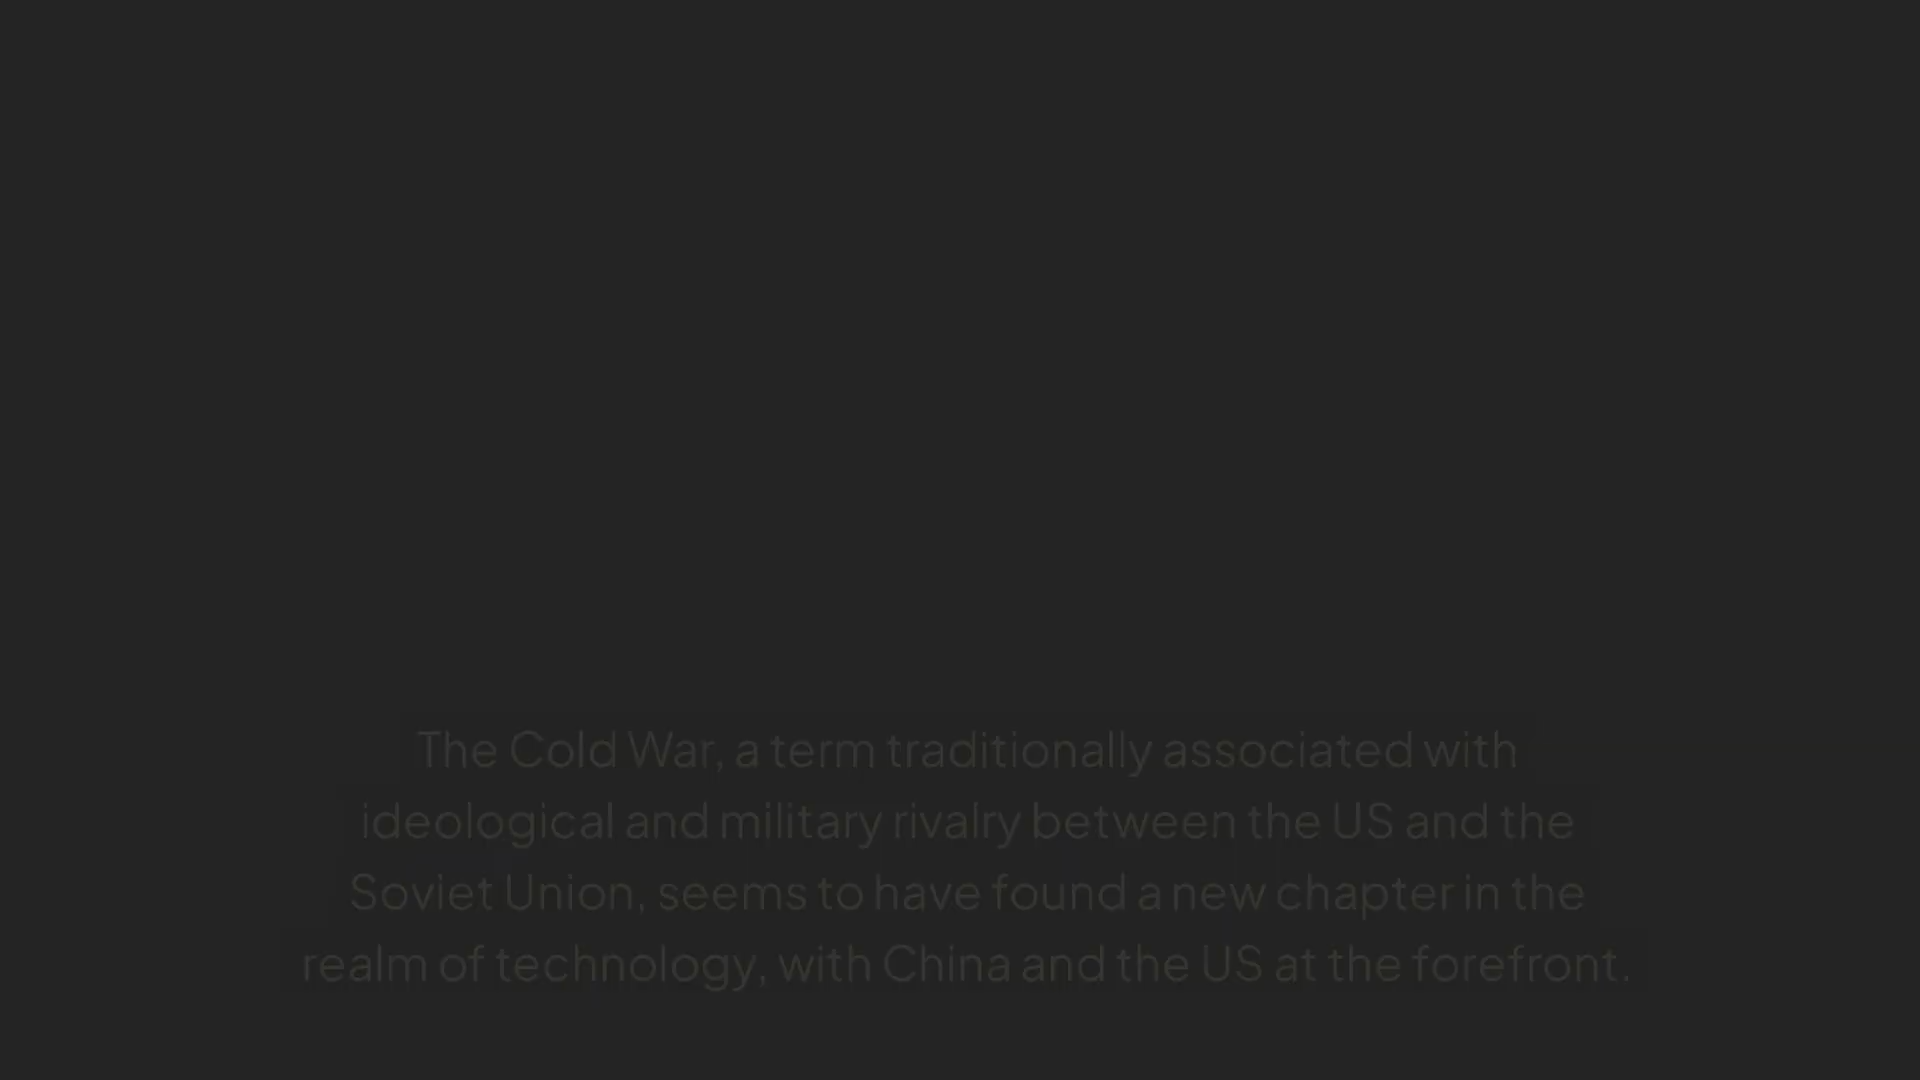 The Cold War, a term traditionally associated with
ideological and military rivalry between the US and the
Soviet Union, seems to have found a new chapter in the
realm of technology, with China and the US at the forefront.